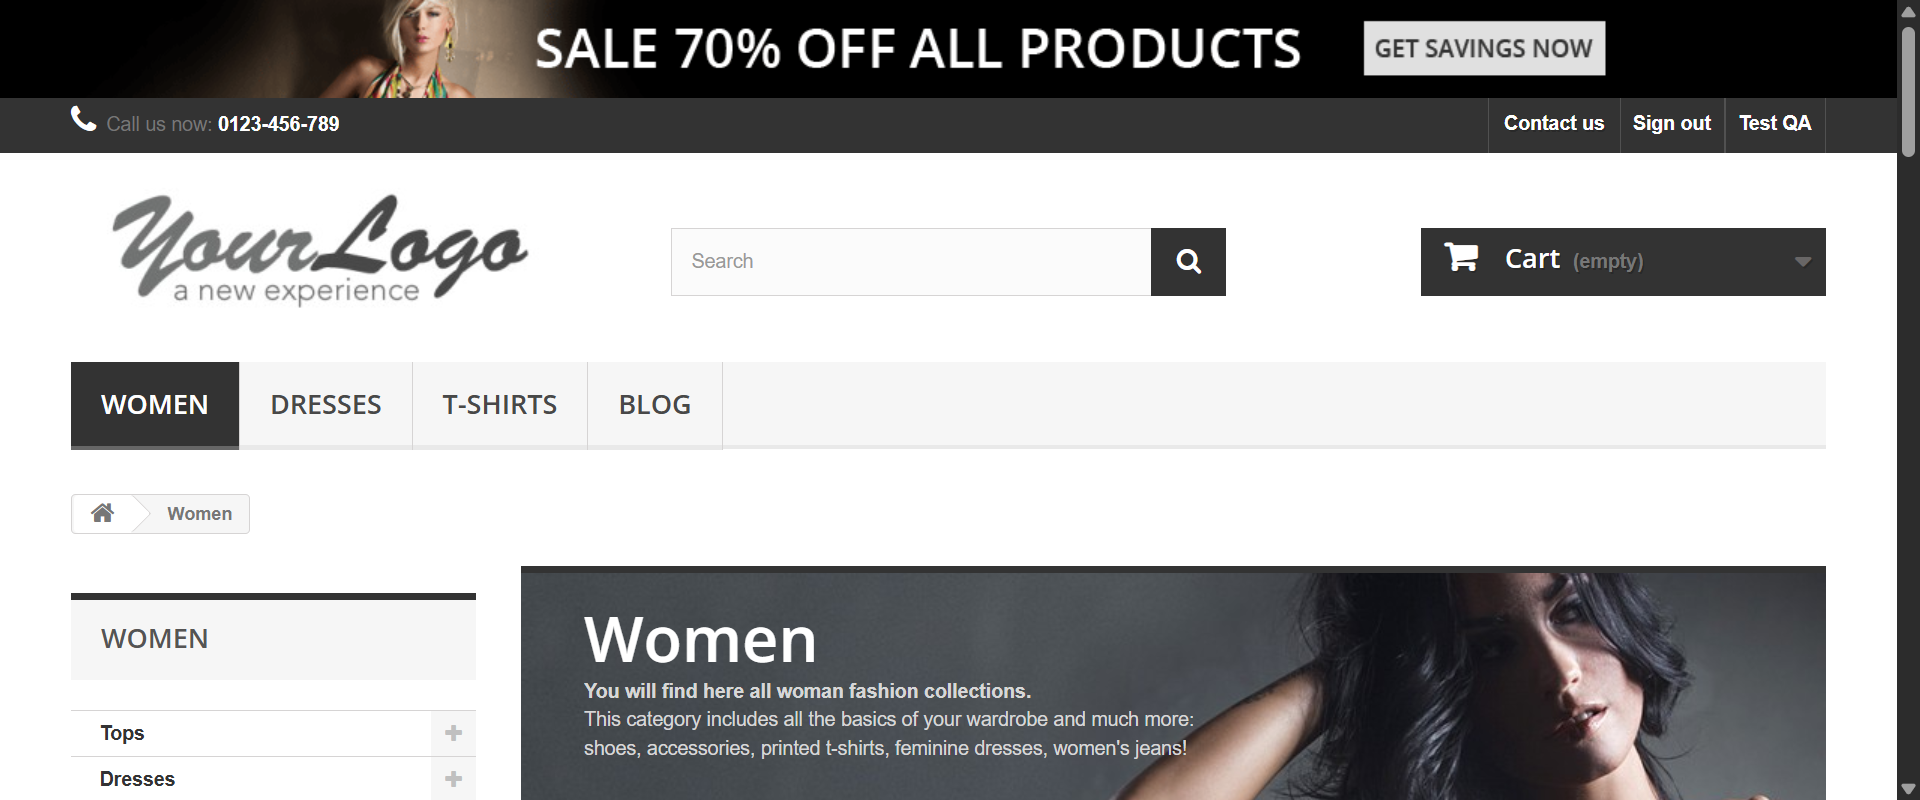 SALE 70% OFF ALL PRODUCTS
GET SAVINGS NOW
Call us now: 0123-456-789
Contact us
Sign out
Test QA
Your Logo
a new experience
Search
Cart (empty)
WOMEN
DRESSES
T-SHIRTS
BLOG
Women
WOMEN
Tops
Dresses
Women
You will find here all woman fashion collections.
This category includes all the basics of your wardrobe and much more:
shoes, accessories, printed t-shirts, feminine dresses, women's jeans!